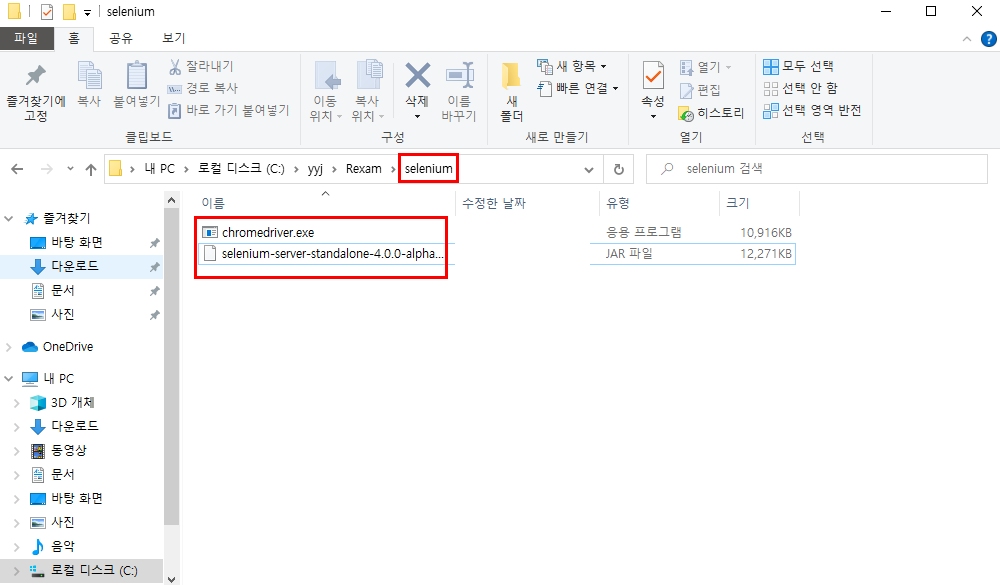 selenium
파일 홈 공유 보기
즐겨찾기에 고정
복사
붙여넣기
잘라내기
경로 복사
바로 가기 붙여넣기
클립보드
이동 위치
복사 위치
삭제
이름 바꾸기
구성
새 폴더
새 항목
빠른 연결
새로 만들기
속성
열기
편집
히스토리
열기
모두 선택
선택 안 함
선택 영역 반전
선택
내 PC > 로컬 디스크 (C:) > yyj > Rexam > selenium
selenium 검색
이름 수정한 날짜 유형 크기
chromedriver.exe 응용 프로그램 10,916KB
selenium-server-standalone-4.0.0-alpha... JAR 파일 12,271KB
즐겨찾기
바탕 화면
다운로드
문서
사진
OneDrive
내 PC
3D 개체
다운로드
동영상
문서
바탕 화면
사진
음악
로컬 디스크 (C:)